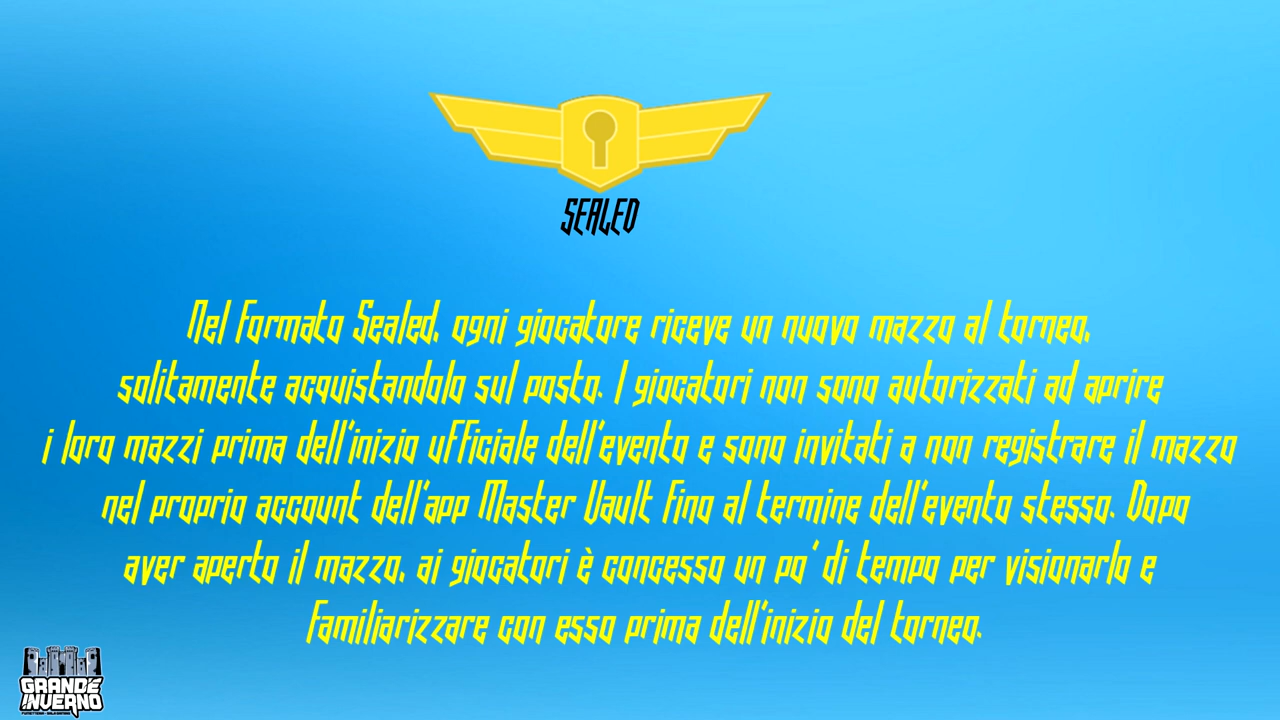 SEALED
Nel Formato Sealed, ogni giocatore riceve un nuovo mazzo al torneo,
solitamente acquistandolo sul posto. I giocatori non sono autorizzati ad aprire
i loro mazzi prima dell'inizio ufficiale dell'evento e sono invitati a non registrare il mazzo
nel proprio account dell'app Master Vault fino al termine dell'evento stesso. Dopo
aver aperto il mazzo, ai giocatori è concesso un po' di tempo per visionarlo e
familiarizzare con esso prima dell'inizio del torneo.
GRANDE
INVERNO